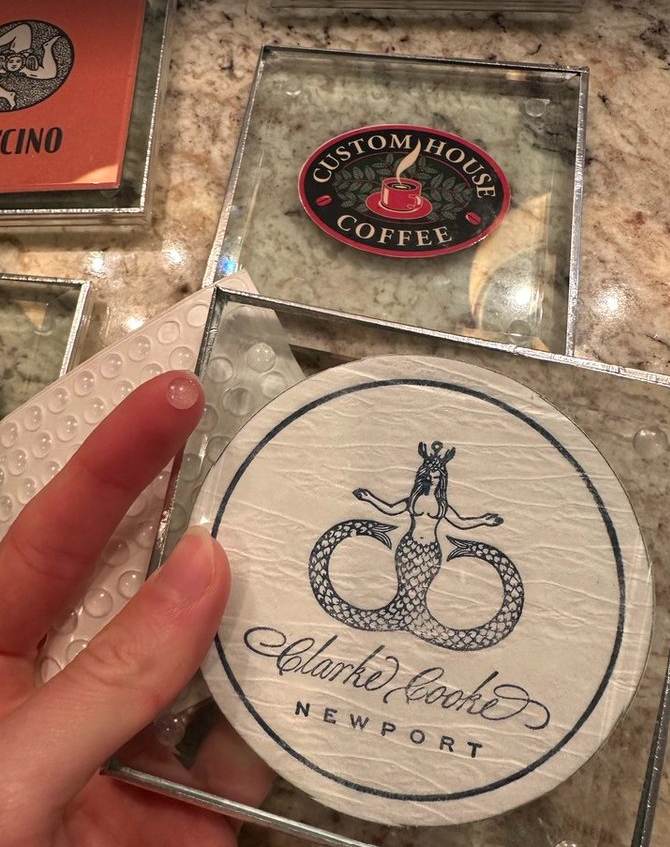 CINO
CUSTOM HOUSE
COFFEE
Clarke Cooke
NEWPORT